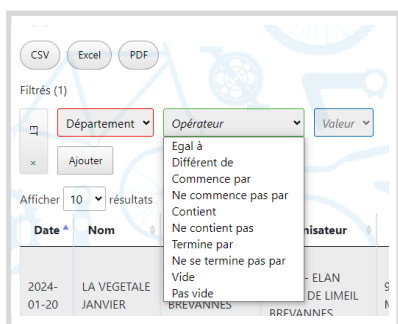 CSV Excel PDF
Filtrés (1)
ET Département Opérateur Valeur
× Ajouter
Egal à
Différent de
Commence par
Ne commence pas par
Contient
Ne contient pas
Termine par
Ne se termine pas par
Vide
Pas vide
Afficher 10 résultats
Date Nom nisateur
2024-
01-20
LA VEGETALE
JANVIER
BREVANNES
- ELAN
DE LIMEIL
BREVANNES